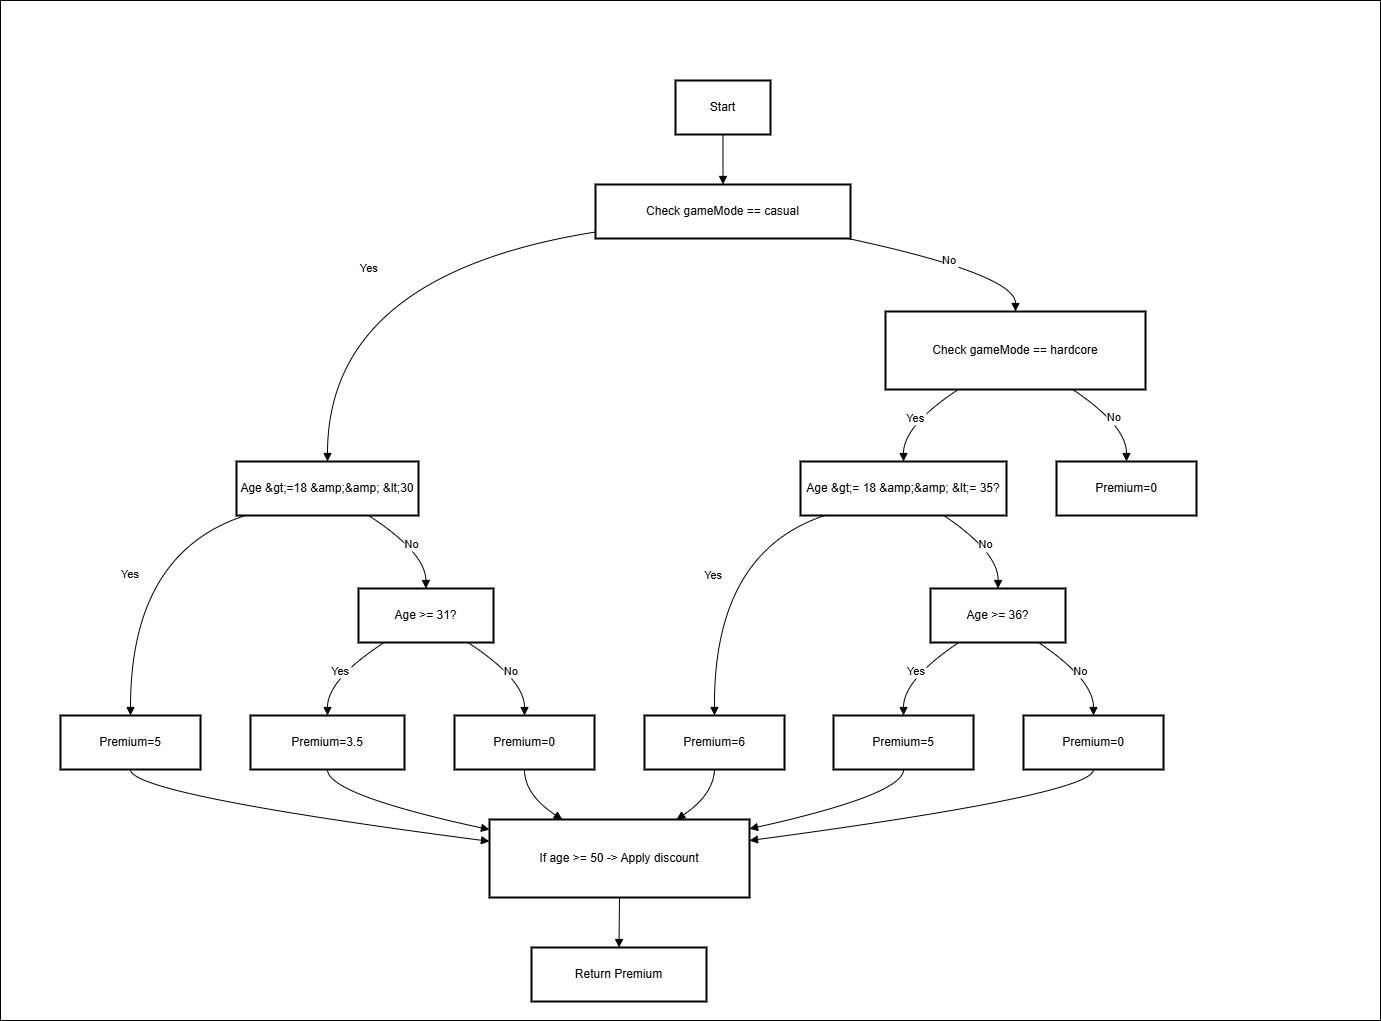 Start
Check gameMode == casual
Yes
No
Check gameMode == hardcore
Yes
No
Age &gt;=18 &amp;&amp; &lt;30
Age &gt;= 18 &amp;&amp; &lt;= 35?
Premium=0
Yes
No
Yes
No
Age >= 31?
Age >= 36?
Yes
No
Yes
No
Premium=5
Premium=3.5
Premium=0
Premium=6
Premium=5
Premium=0
If age >= 50 -> Apply discount
Return Premium